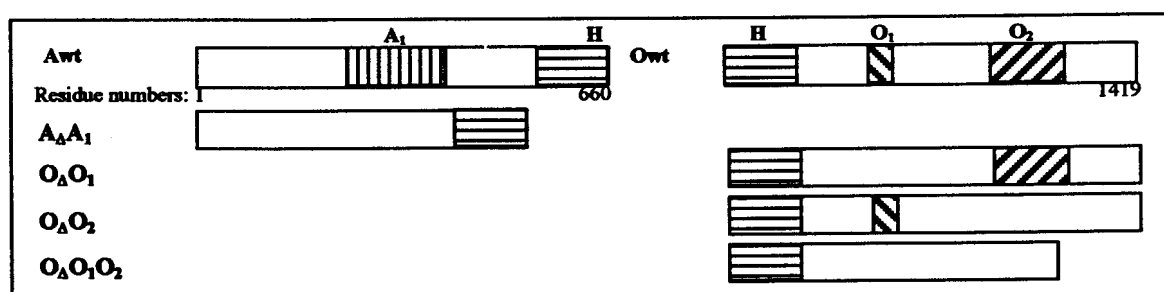 A₁ H H O₁ O₂
Awt Owt
Residue numbers: 1 660 1419
AΔA₁
OΔO₁
OΔO₂
OΔO₁O₂